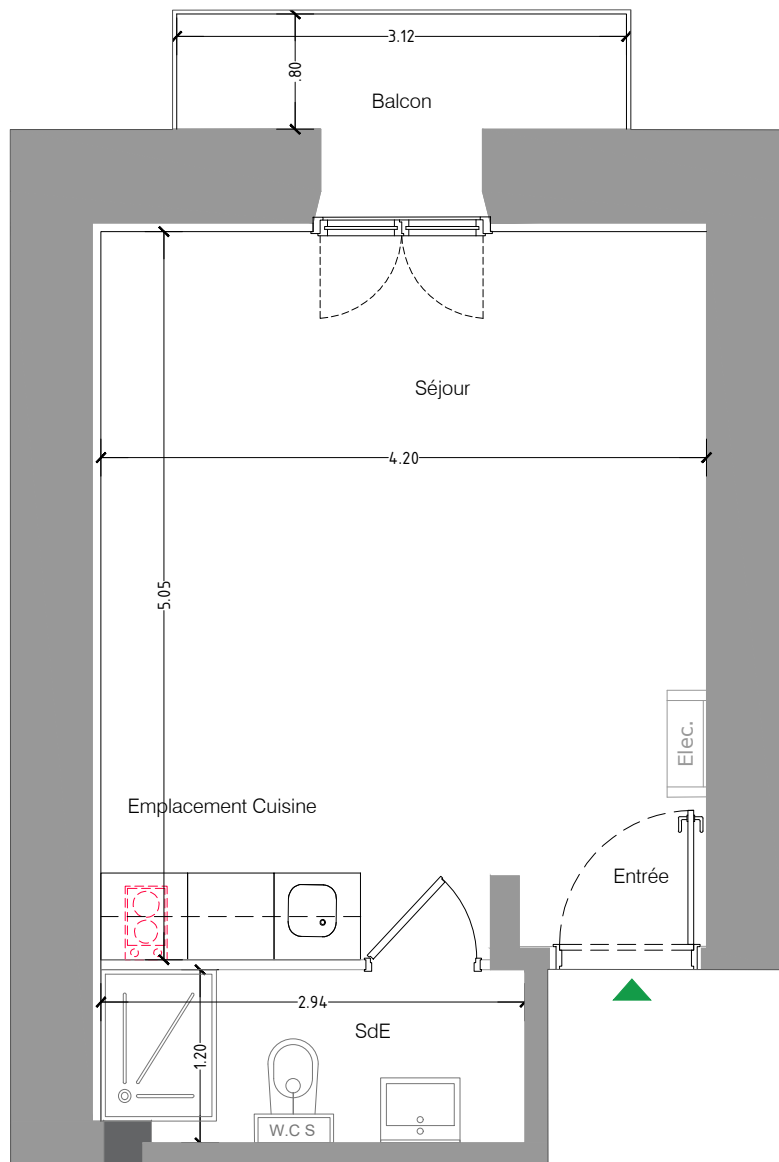 3.12
.80
Balcon
Séjour
4.20
5.05
Elec.
Emplacement Cuisine
Entrée
2.94
SdE
1.20
W.C S